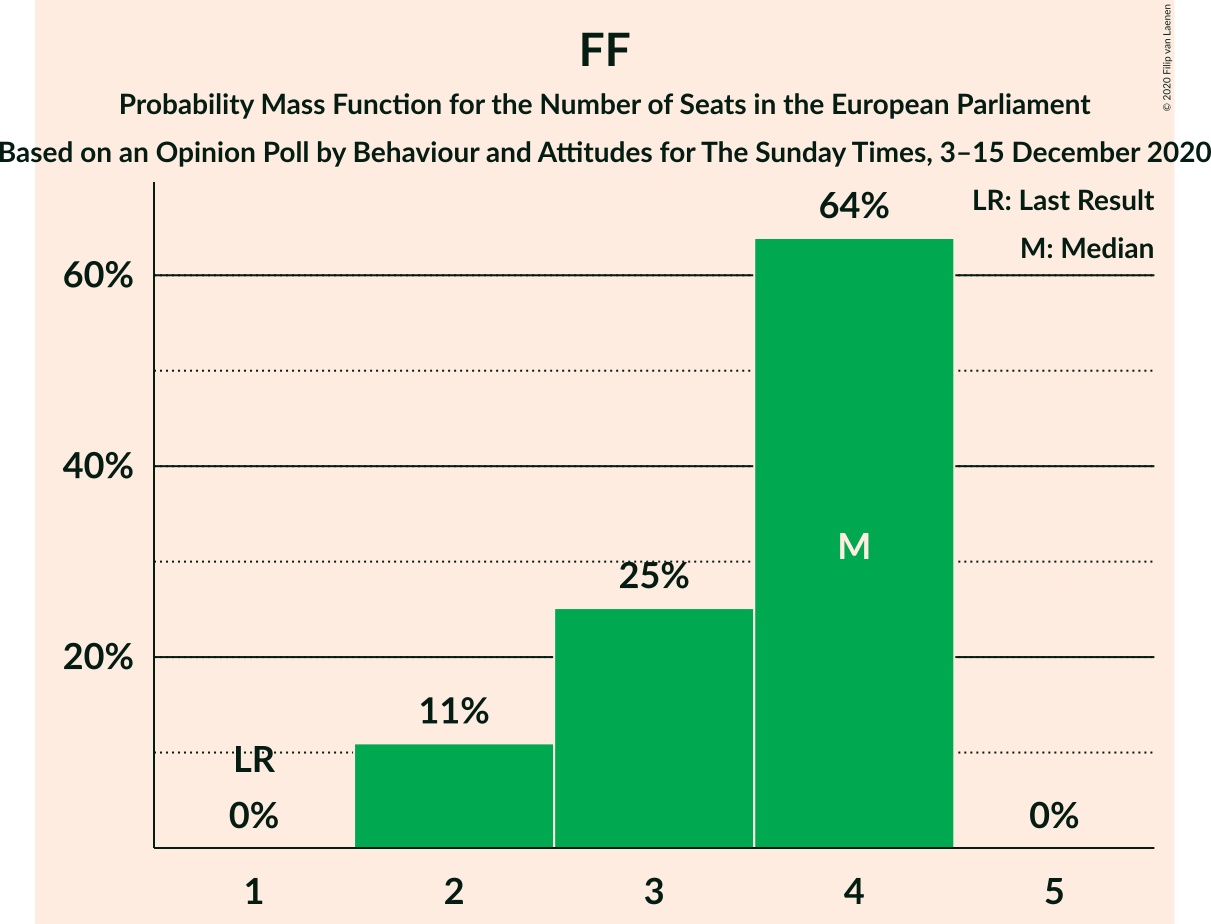 FF
Probability Mass Function for the Number of Seats in the European Parliament
Based on an Opinion Poll by Behaviour and Attitudes for The Sunday Times, 3–15 December 2020
© 2020 Filip van Laenen
LR: Last Result
M: Median
64%
60%
40%
M
25%
20%
11%
LR
0%
0%
1 2 3 4 5